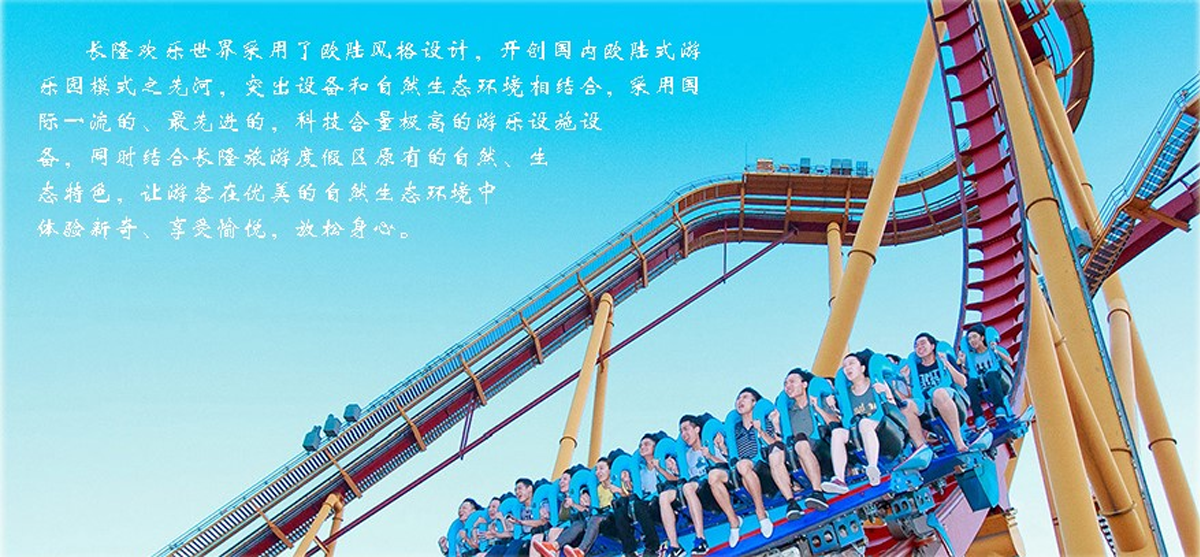 长隆欢乐世界采用了欧陆风格设计，开创国内欧陆式游
乐园模式之先河，突出设备和自然生态环境相结合，采用国
际一流的、最先进的，科技含量极高的游乐设施设
备，同时结合长隆旅游度假区原有的自然、生
态特色，让游客在优美的自然生态环境中
体验新奇、享受愉悦，放松身心。